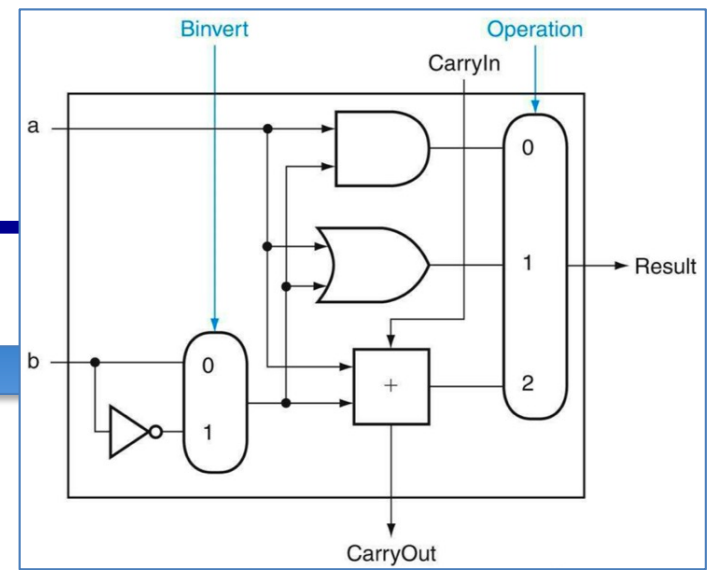 Binvert
Operation
CarryIn
a
0
1
Result
b
0
+
2
1
CarryOut